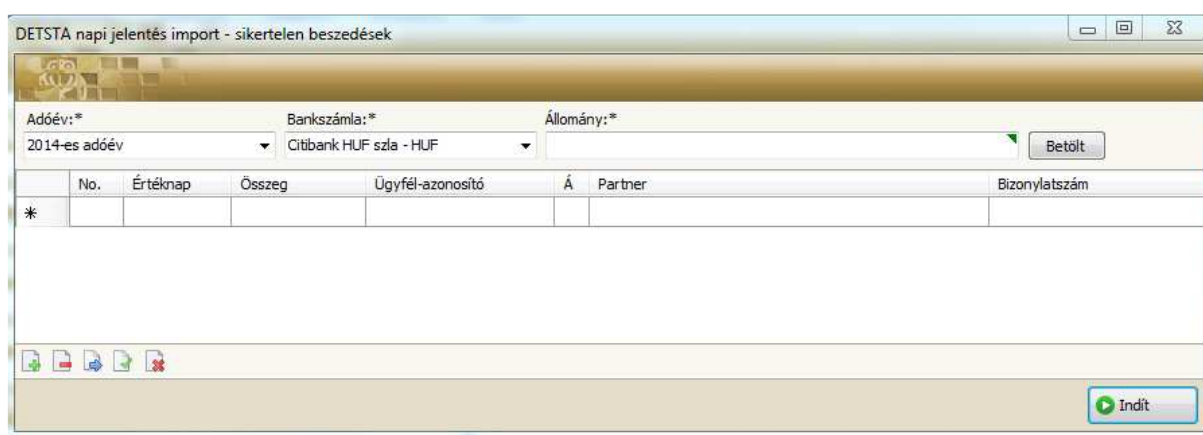 DETSTA napi jelentés import - sikertelen beszedések
Adóév:* Bankszámla:* Állomány:*
2014-es adóév Citibank HUF szla - HUF Betölt
No. Értéknap Összeg Ügyfél-azonosító Á Partner Bizonylatszám
Indít